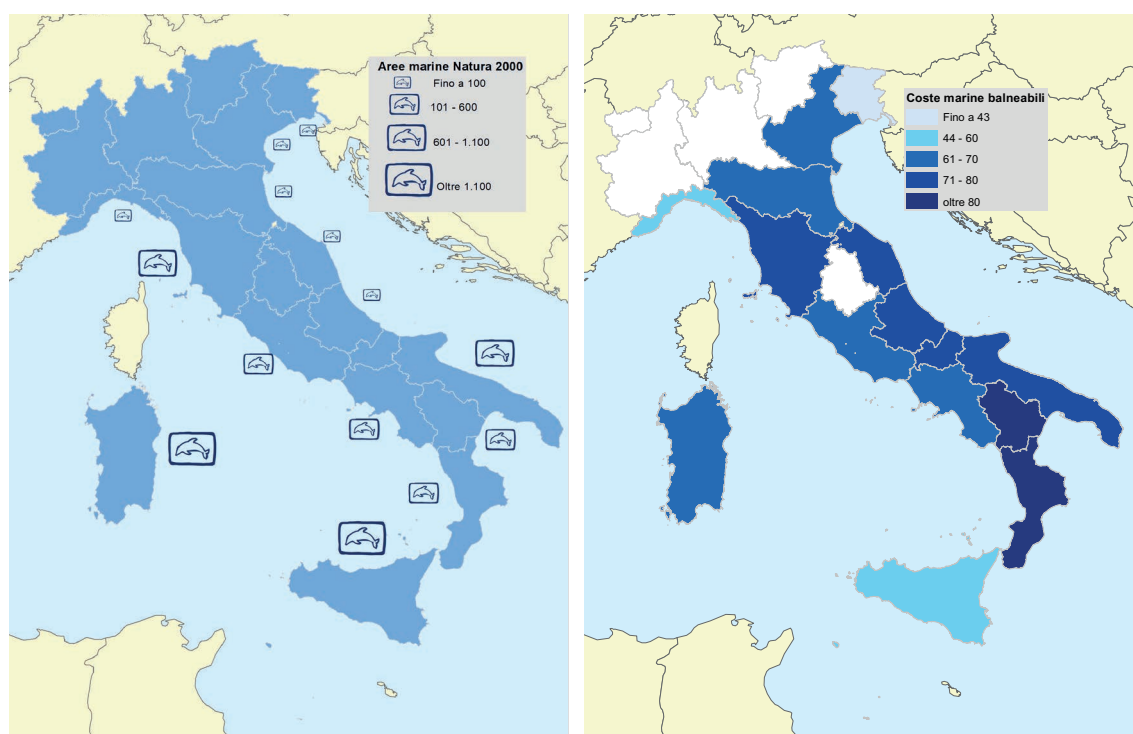 Aree marine Natura 2000
Fino a 100
101 - 600
601 - 1.100
Oltre 1.100
Coste marine balneabili
Fino a 43
44 - 60
61 - 70
71 - 80
oltre 80